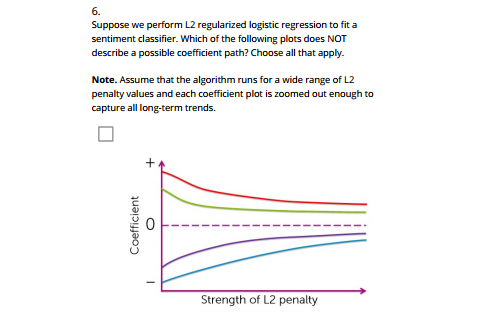 6.
Suppose we perform L2 regularized logistic regression to fit a
sentiment classifier. Which of the following plots does NOT
describe a possible coefficient path? Choose all that apply.
Note. Assume that the algorithm runs for a wide range of L2
penalty values and each coefficient plot is zoomed out enough to
capture all long-term trends.
+
Coefficient
0
–
Strength of L2 penalty